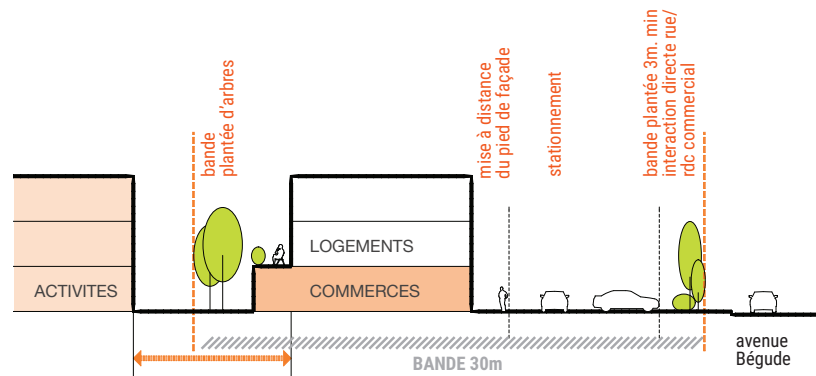 bande
plantée d'arbres
mise à distance
du pied de façade
stationnement
bande plantée 3m. min
interaction directe rue/
rdc commercial
LOGEMENTS
ACTIVITES
COMMERCES
avenue
Bégude
BANDE 30m